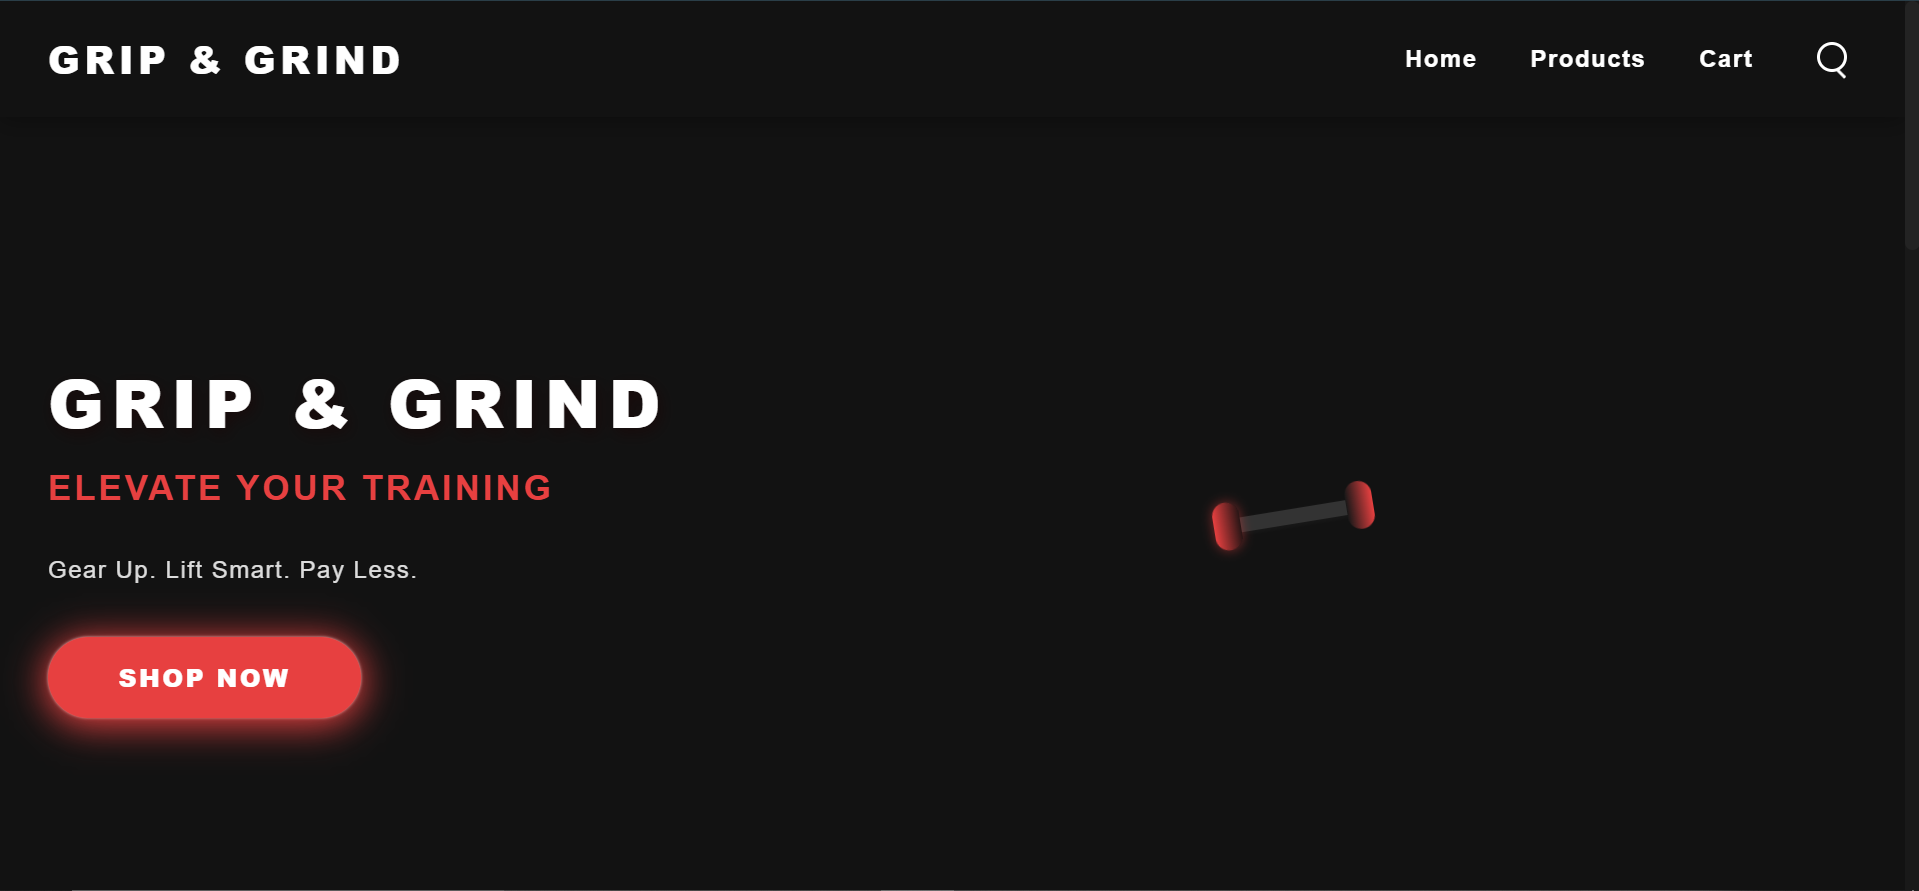 GRIP & GRIND
Home Products Cart
GRIP & GRIND
ELEVATE YOUR TRAINING
Gear Up. Lift Smart. Pay Less.
SHOP NOW